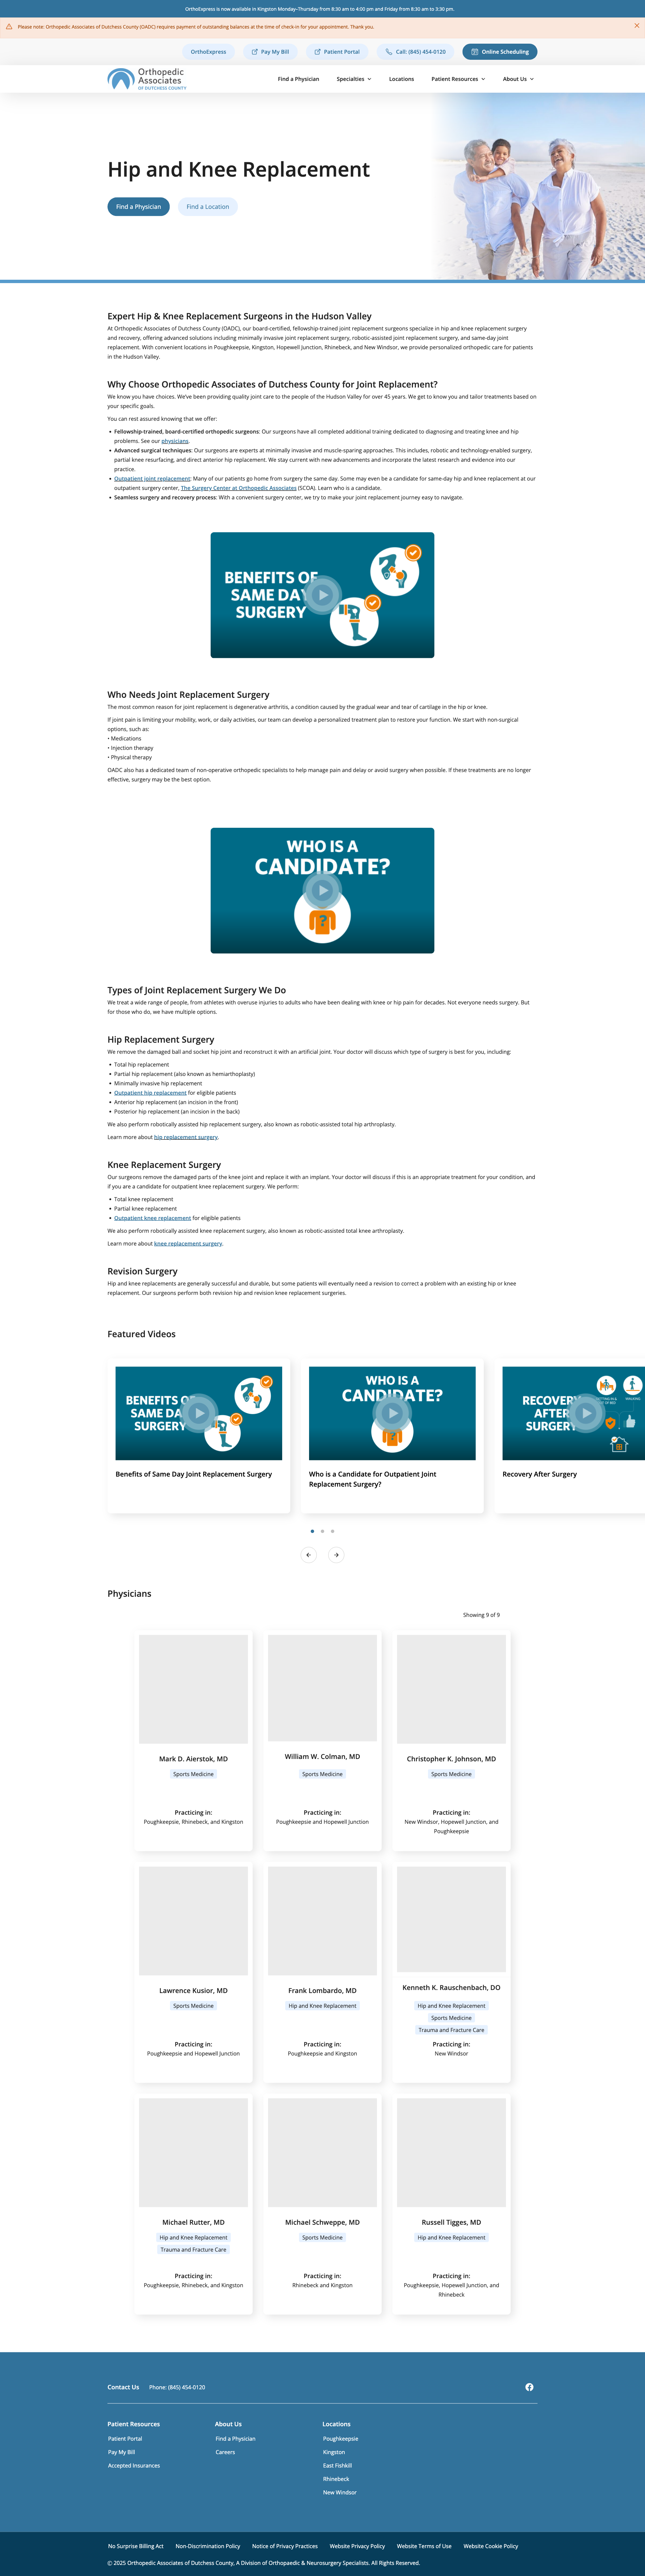 OrthoExpress is now available in Kingston Monday–Thursday from 8:30 am to 4:00 pm and Friday from 8:30 am to 3:30 pm.
Please note: Orthopedic Associates of Dutchess County (OADC) requires payment of outstanding balances at the time of check-in for your appointment. Thank you.
OrthoExpress
Pay My Bill
Patient Portal
Call: (845) 454-0120
Online Scheduling
Orthopedic
Associates
OF DUTCHESS COUNTY
Find a Physician
Specialties
Locations
Patient Resources
About Us
Hip and Knee Replacement
Find a Physician
Find a Location
Expert Hip & Knee Replacement Surgeons in the Hudson Valley
At Orthopedic Associates of Dutchess County (OADC), our board-certified, fellowship-trained joint replacement surgeons specialize in hip and knee replacement surgery
and recovery, offering advanced solutions including minimally invasive joint replacement surgery, robotic-assisted joint replacement surgery, and same-day joint
replacement. With convenient locations in Poughkeepsie, Kingston, Hopewell Junction, Rhinebeck, and New Windsor, we provide personalized orthopedic care for patients
in the Hudson Valley.
Why Choose Orthopedic Associates of Dutchess County for Joint Replacement?
We know you have choices. We've been providing quality joint care to the people of the Hudson Valley for over 45 years. We get to know you and tailor treatments based on
your specific goals.
You can rest assured knowing that we offer:
• Fellowship-trained, board-certified orthopedic surgeons: Our surgeons have all completed additional training dedicated to diagnosing and treating knee and hip
problems. See our physicians.
• Advanced surgical techniques: Our surgeons are experts at minimally invasive and muscle-sparing approaches. This includes, robotic and technology-enabled surgery,
partial knee resurfacing, and direct anterior hip replacement. We stay current with new advancements and incorporate the latest research and evidence into our
practice.
• Outpatient joint replacement: Many of our patients go home from surgery the same day. Some may even be a candidate for same-day hip and knee replacement at our
outpatient surgery center, The Surgery Center at Orthopedic Associates (SCOA). Learn who is a candidate.
• Seamless surgery and recovery process: With a convenient surgery center, we try to make your joint replacement journey easy to navigate.
BENEFITS OF
SAME DAY
SURGERY
Who Needs Joint Replacement Surgery
The most common reason for joint replacement is degenerative arthritis, a condition caused by the gradual wear and tear of cartilage in the hip or knee.
If joint pain is limiting your mobility, work, or daily activities, our team can develop a personalized treatment plan to restore your function. We start with non-surgical
options, such as:
• Medications
• Injection therapy
• Physical therapy
OADC also has a dedicated team of non-operative orthopedic specialists to help manage pain and delay or avoid surgery when possible. If these treatments are no longer
effective, surgery may be the best option.
WHO IS A
CANDIDATE?
?
Types of Joint Replacement Surgery We Do
We treat a wide range of people, from athletes with overuse injuries to adults who have been dealing with knee or hip pain for decades. Not everyone needs surgery. But
for those who do, we have multiple options.
Hip Replacement Surgery
We remove the damaged ball and socket hip joint and reconstruct it with an artificial joint. Your doctor will discuss which type of surgery is best for you, including:
• Total hip replacement
• Partial hip replacement (also known as hemiarthoplasty)
• Minimally invasive hip replacement
• Outpatient hip replacement for eligible patients
• Anterior hip replacement (an incision in the front)
• Posterior hip replacement (an incision in the back)
We also perform robotically assisted hip replacement surgery, also known as robotic-assisted total hip arthroplasty.
Learn more about hip replacement surgery.
Knee Replacement Surgery
Our surgeons remove the damaged parts of the knee joint and replace it with an implant. Your doctor will discuss if this is an appropriate treatment for your condition, and
if you are a candidate for outpatient knee replacement surgery. We perform:
• Total knee replacement
• Partial knee replacement
• Outpatient knee replacement for eligible patients
We also perform robotically assisted knee replacement surgery, also known as robotic-assisted total knee arthroplasty.
Learn more about knee replacement surgery.
Revision Surgery
Hip and knee replacements are generally successful and durable, but some patients will eventually need a revision to correct a problem with an existing hip or knee
replacement. Our surgeons perform both revision hip and revision knee replacement surgeries.
Featured Videos
BENEFITS OF
SAME DAY
SURGERY
WHO IS A
CANDIDATE?
?
RECOVERY
AFTER
SURGERY
Benefits of Same Day Joint Replacement Surgery
Who is a Candidate for Outpatient Joint
Replacement Surgery?
Recovery After Surgery
Physicians
Showing 9 of 9
Mark D. Aierstok, MD
Sports Medicine
Practicing in:
Poughkeepsie, Rhinebeck, and Kingston
William W. Colman, MD
Sports Medicine
Practicing in:
Poughkeepsie and Hopewell Junction
Christopher K. Johnson, MD
Sports Medicine
Practicing in:
New Windsor, Hopewell Junction, and
Poughkeepsie
Lawrence Kusior, MD
Sports Medicine
Practicing in:
Poughkeepsie and Hopewell Junction
Frank Lombardo, MD
Hip and Knee Replacement
Practicing in:
Poughkeepsie and Kingston
Kenneth K. Rauschenbach, DO
Hip and Knee Replacement
Sports Medicine
Trauma and Fracture Care
Practicing in:
New Windsor
Michael Rutter, MD
Hip and Knee Replacement
Trauma and Fracture Care
Practicing in:
Poughkeepsie, Rhinebeck, and Kingston
Michael Schweppe, MD
Sports Medicine
Practicing in:
Rhinebeck and Kingston
Russell Tigges, MD
Hip and Knee Replacement
Practicing in:
Poughkeepsie, Hopewell Junction, and
Rhinebeck
Contact Us
Phone: (845) 454-0120
Patient Resources
Patient Portal
Pay My Bill
Accepted Insurances
About Us
Find a Physician
Careers
Locations
Poughkeepsie
Kingston
East Fishkill
Rhinebeck
New Windsor
No Surprise Billing Act
Non-Discrimination Policy
Notice of Privacy Practices
Website Privacy Policy
Website Terms of Use
Website Cookie Policy
© 2025 Orthopedic Associates of Dutchess County, A Division of Orthopaedic & Neurosurgery Specialists. All Rights Reserved.